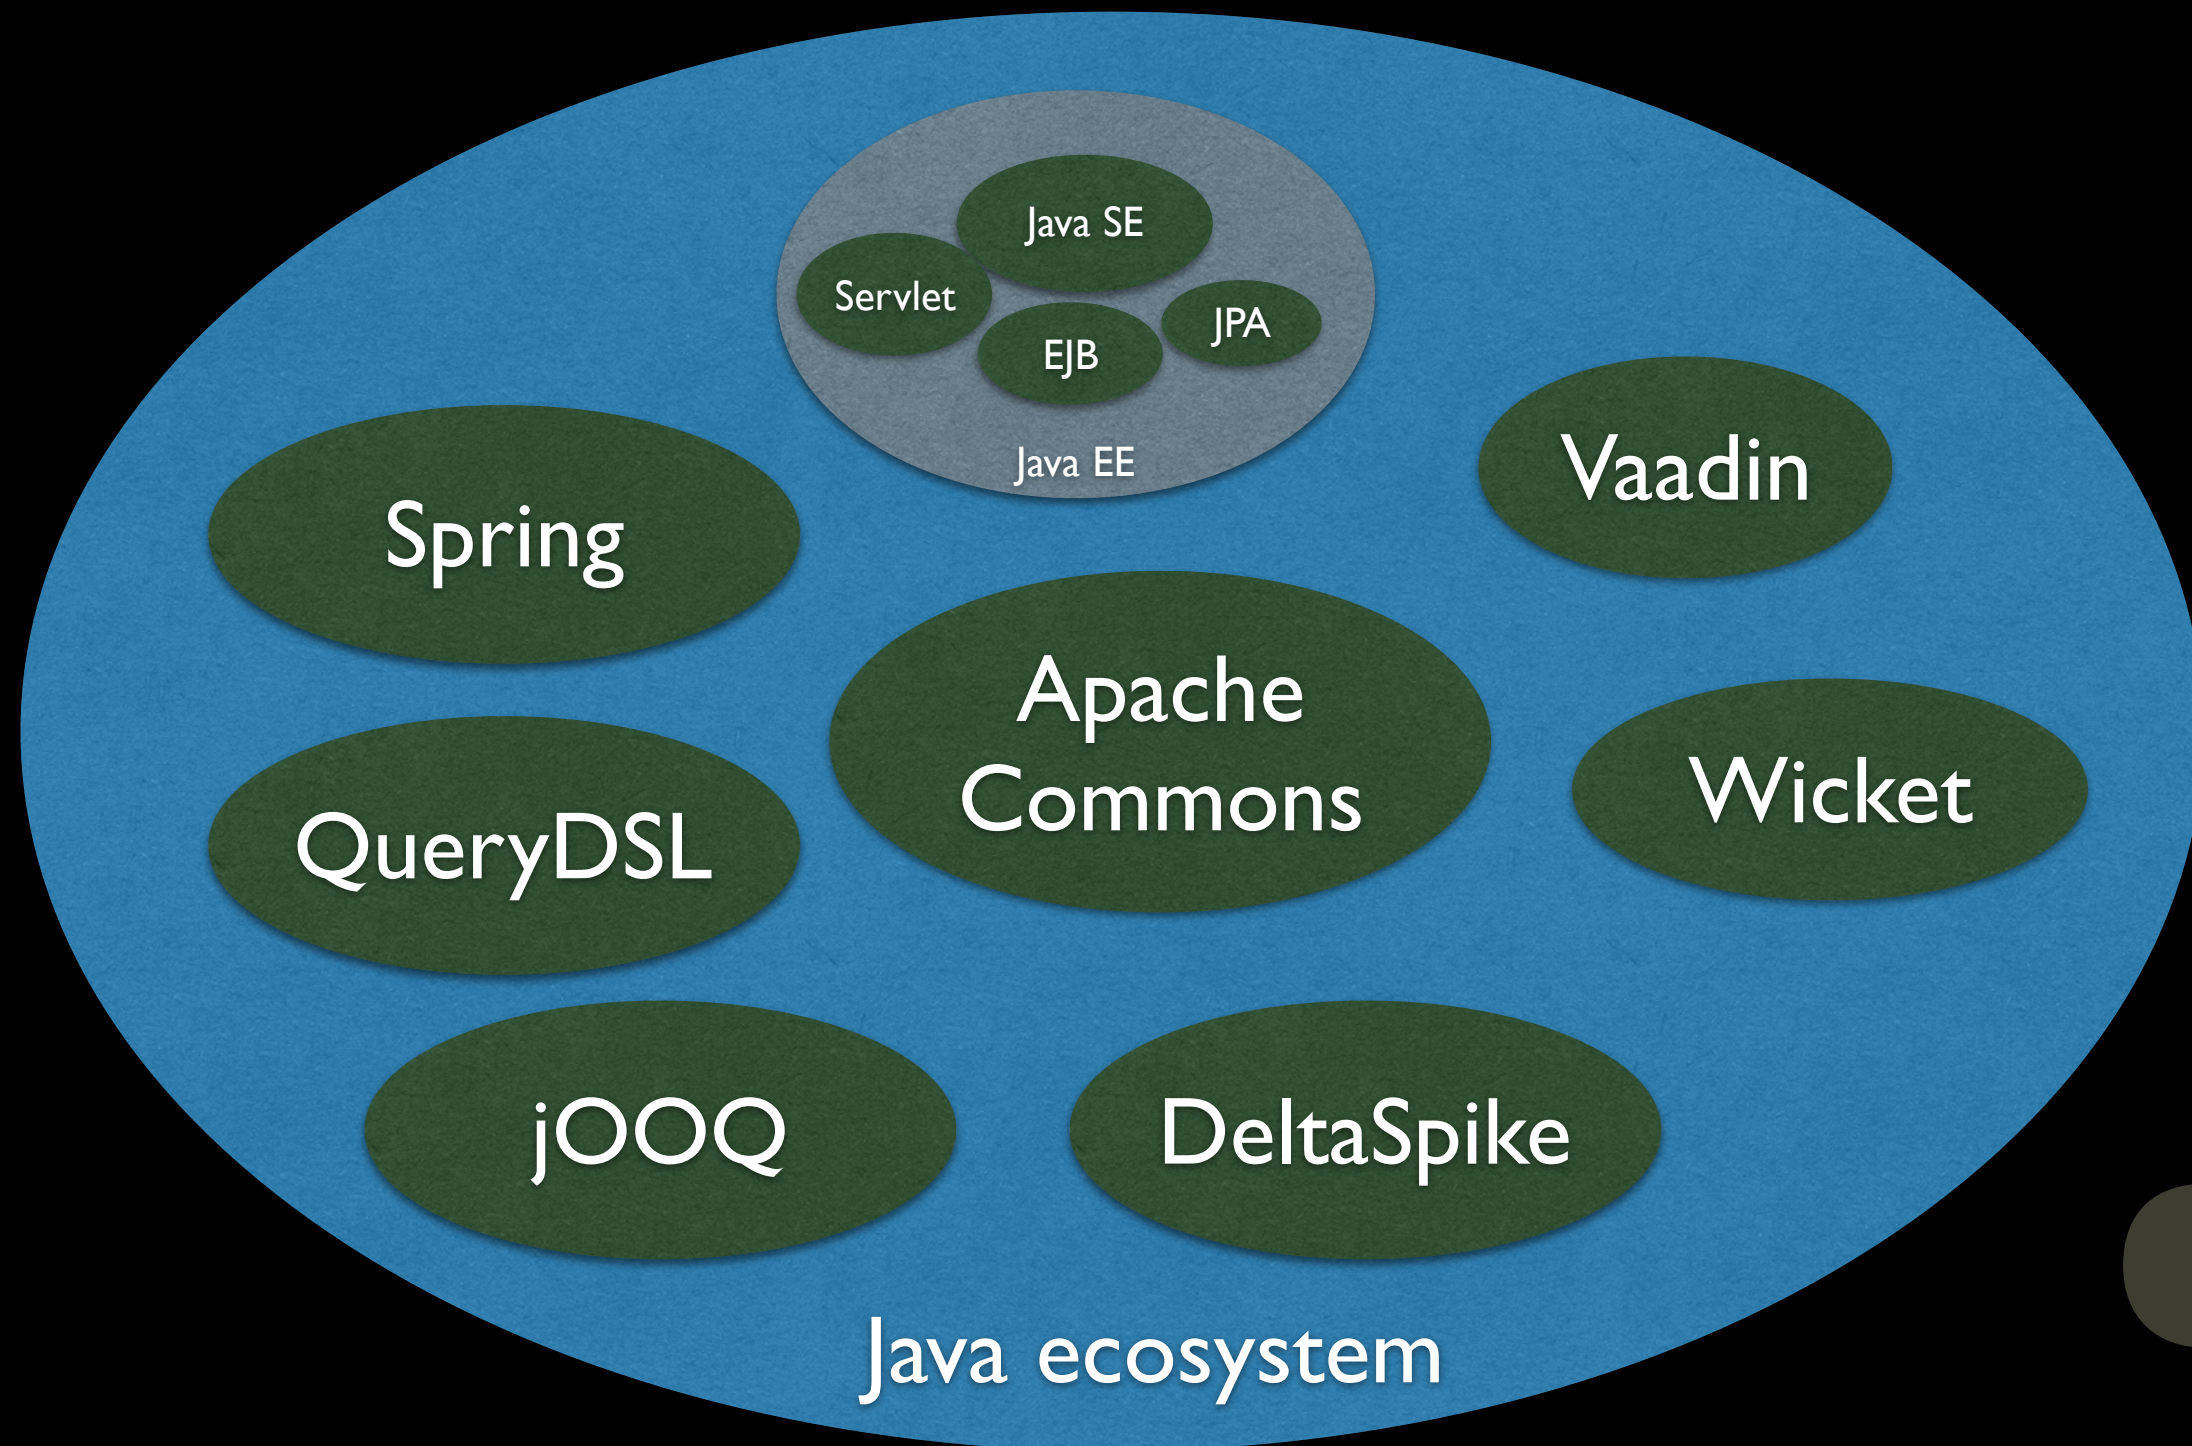 Java SE
Servlet
JPA
EJB
Java EE
Vaadin
Spring
Apache
Commons
Wicket
QueryDSL
jOOQ
DeltaSpike
Java ecosystem